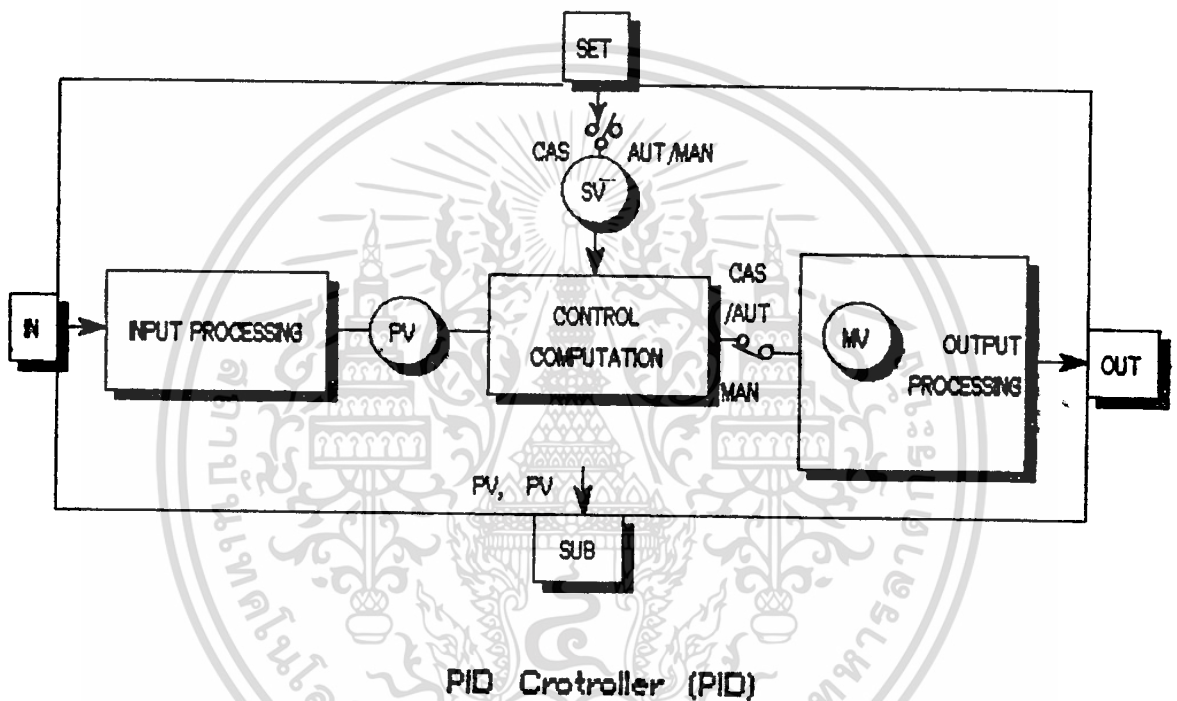 SET
CAS AUT/MAN
SV
IN
INPUT PROCESSING
PV
CONTROL
COMPUTATION
CAS
/AUT
MAN
MV
OUTPUT
PROCESSING
OUT
PV, PV
SUB
PID Crotroller (PID)